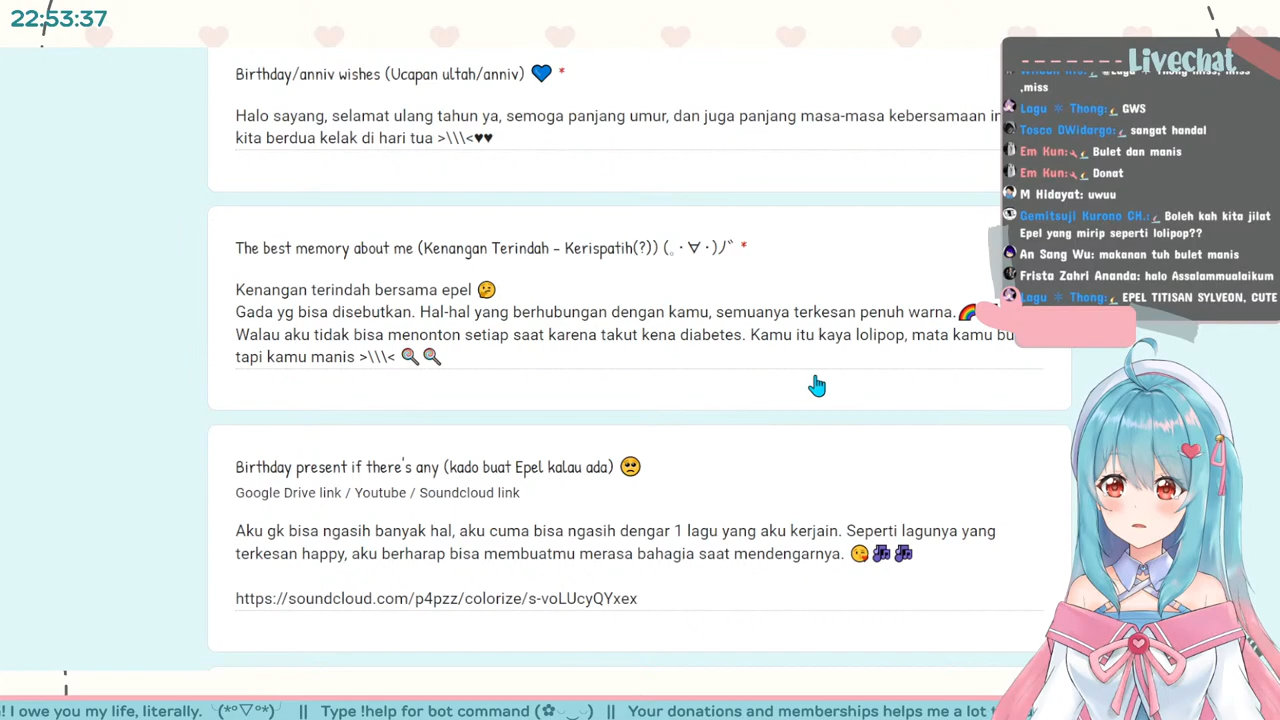 22:53:37
Birthday/anniv wishes (Ucapan ultah/anniv) 💙 *
Halo sayang, selamat ulang tahun ya, semoga panjang umur, dan juga panjang masa-masa kebersamaan
kita berdua kelak di hari tua >\\\<♥♥
The best memory about me (Kenangan Terindah - Kerispatih(?)) (｡･∀･)ﾉﾞ *
Kenangan terindah bersama epel 🤔
Gada yg bisa disebutkan. Hal-hal yang berhubungan dengan kamu, semuanya terkesan penuh warna. 🌈
Walau aku tidak bisa menonton setiap saat karena takut kena diabetes. Kamu itu kaya lolipop, mata kamu
tapi kamu manis >\\\< 🍭 🍭
Birthday present if there's any (kado buat Epel kalau ada) 🥺
Google Drive link / Youtube / Soundcloud link
Aku gk bisa ngasih banyak hal, aku cuma bisa ngasih dengar 1 lagu yang aku kerjain. Seperti lagunya yang
terkesan happy, aku berharap bisa membuatmu merasa bahagia saat mendengarnya. 😘🎶🎶
https://soundcloud.com/p4pzz/colorize/s-voLUcyQYxex
Livechat
,miss
Lagu ☼ Thong: GWS
Tosco DWidargo: sangat handal
Em Kun: Bulet dan manis
Em Kun: Donat
M Hidayat: uwuu
Gemitsuji Kurono CH.: Boleh kah kita jilat
Epel yang mirip seperti lolipop??
An Sang Wu: makanan tuh bulet manis
Frista Zahri Ananda: halo Assalammualaikum
Lagu ☼ Thong: EPEL TITISAN SYLVEON, CUTE
! I owe you my life, literally. ╰(*°▽°*)╯ || Type !help for bot command (✿◡‿◡) || Your donations and memberships helps me a lot